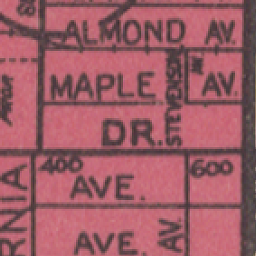 ALMOND AV.
MAPLE AV.
STEVENSON
DR.
400 600
AVE.
RNIA
AVE.
AV.